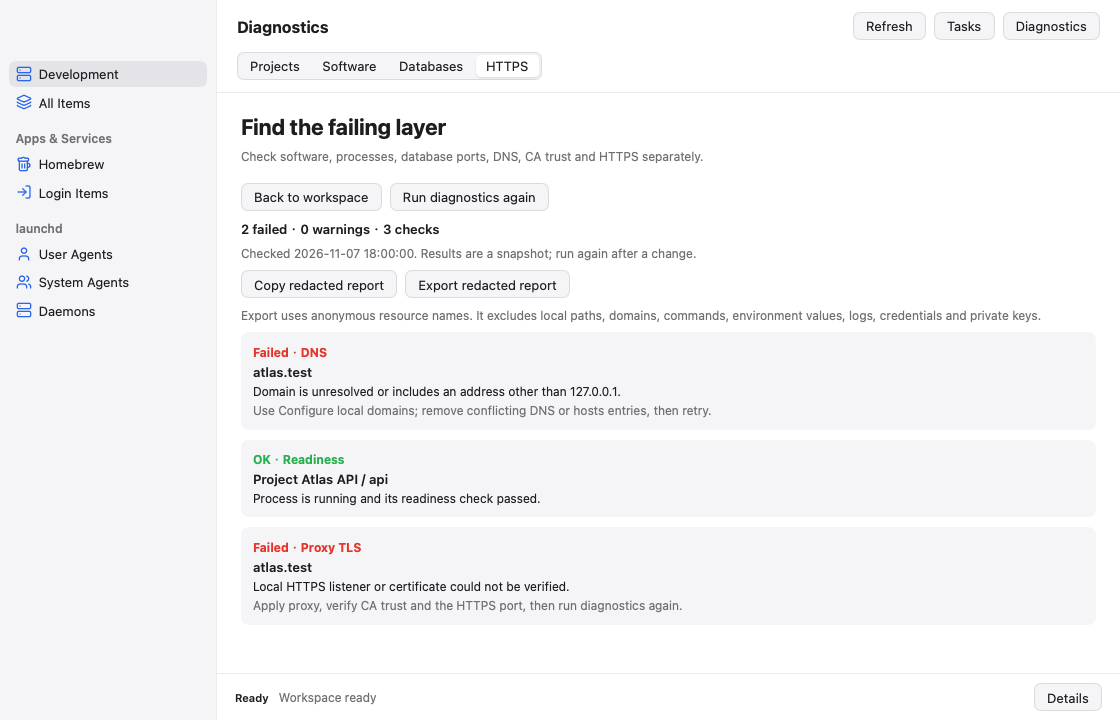 Diagnostics
Refresh
Tasks
Diagnostics
Projects
Software
Databases
HTTPS
Development
All Items
Apps & Services
Homebrew
Login Items
launchd
User Agents
System Agents
Daemons
Find the failing layer
Check software, processes, database ports, DNS, CA trust and HTTPS separately.
Back to workspace
Run diagnostics again
2 failed · 0 warnings · 3 checks
Checked 2026-11-07 18:00:00. Results are a snapshot; run again after a change.
Copy redacted report
Export redacted report
Export uses anonymous resource names. It excludes local paths, domains, commands, environment values, logs, credentials and private keys.
Failed · DNS
atlas.test
Domain is unresolved or includes an address other than 127.0.0.1.
Use Configure local domains; remove conflicting DNS or hosts entries, then retry.
OK · Readiness
Project Atlas API / api
Process is running and its readiness check passed.
Failed · Proxy TLS
atlas.test
Local HTTPS listener or certificate could not be verified.
Apply proxy, verify CA trust and the HTTPS port, then run diagnostics again.
Ready
Workspace ready
Details